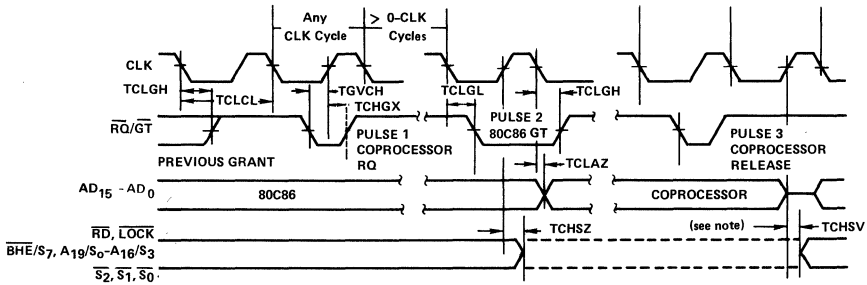 Any
CLK Cycle
> 0-CLK
Cycles
CLK
TCLGH
TCLCL
TGVCH
TCHGX
TCLGL
TCLGH
RQ/GT
PREVIOUS GRANT
PULSE 1
COPROCESSOR
RQ
PULSE 2
80C86 GT
PULSE 3
COPROCESSOR
RELEASE
TCLAZ
AD15 - AD0
80C86
COPROCESSOR
RD, LOCK
BHE/S7, A19/S0-A16/S3
S2, S1, S0
TCHSZ
(see note)
TCHSV